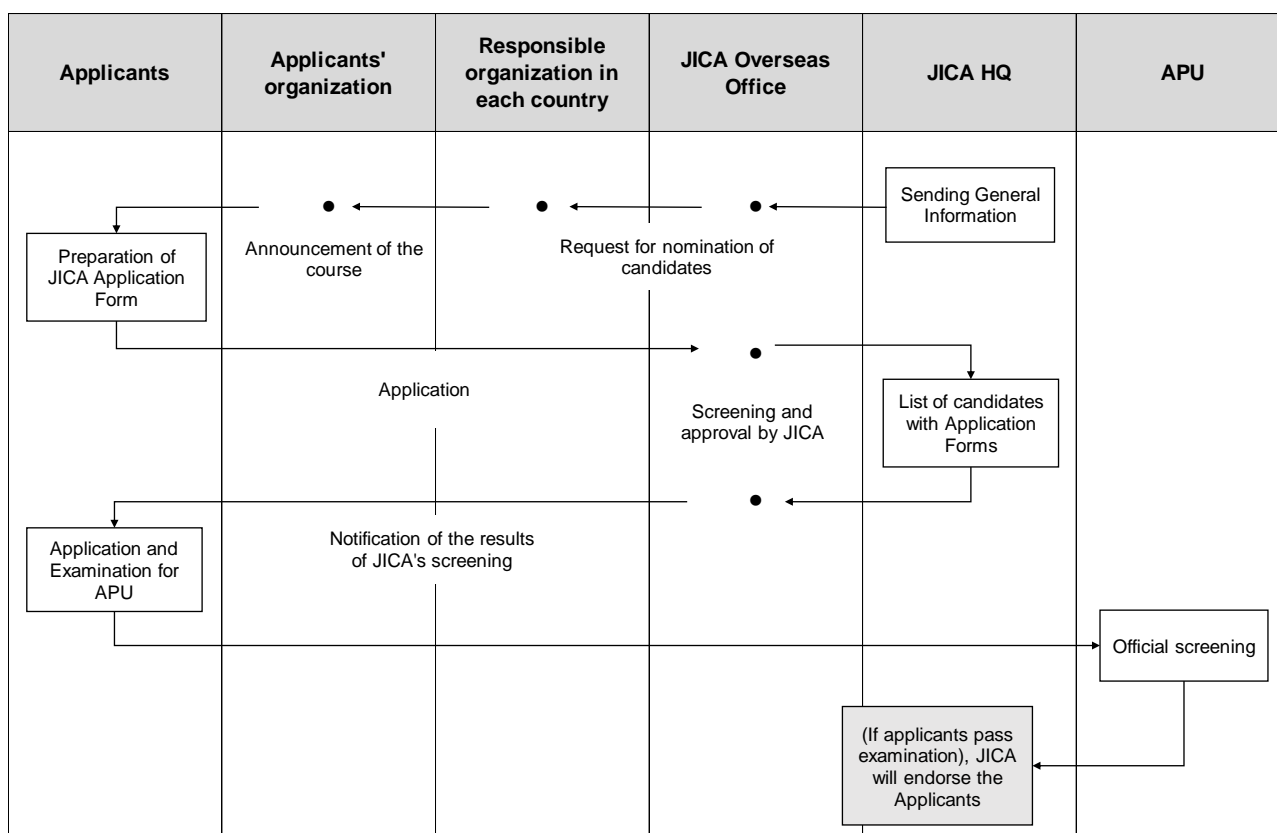 Applicants
Applicants'
organization
Responsible
organization in
each country
JICA Overseas
Office
JICA HQ
APU
Sending General
Information
Announcement of the
course
Request for nomination of
candidates
Preparation of
JICA Application
Form
Application
Screening and
approval by JICA
List of candidates
with Application
Forms
Notification of the results
of JICA's screening
Application and
Examination for
APU
Official screening
(If applicants pass
examination), JICA
will endorse the
Applicants